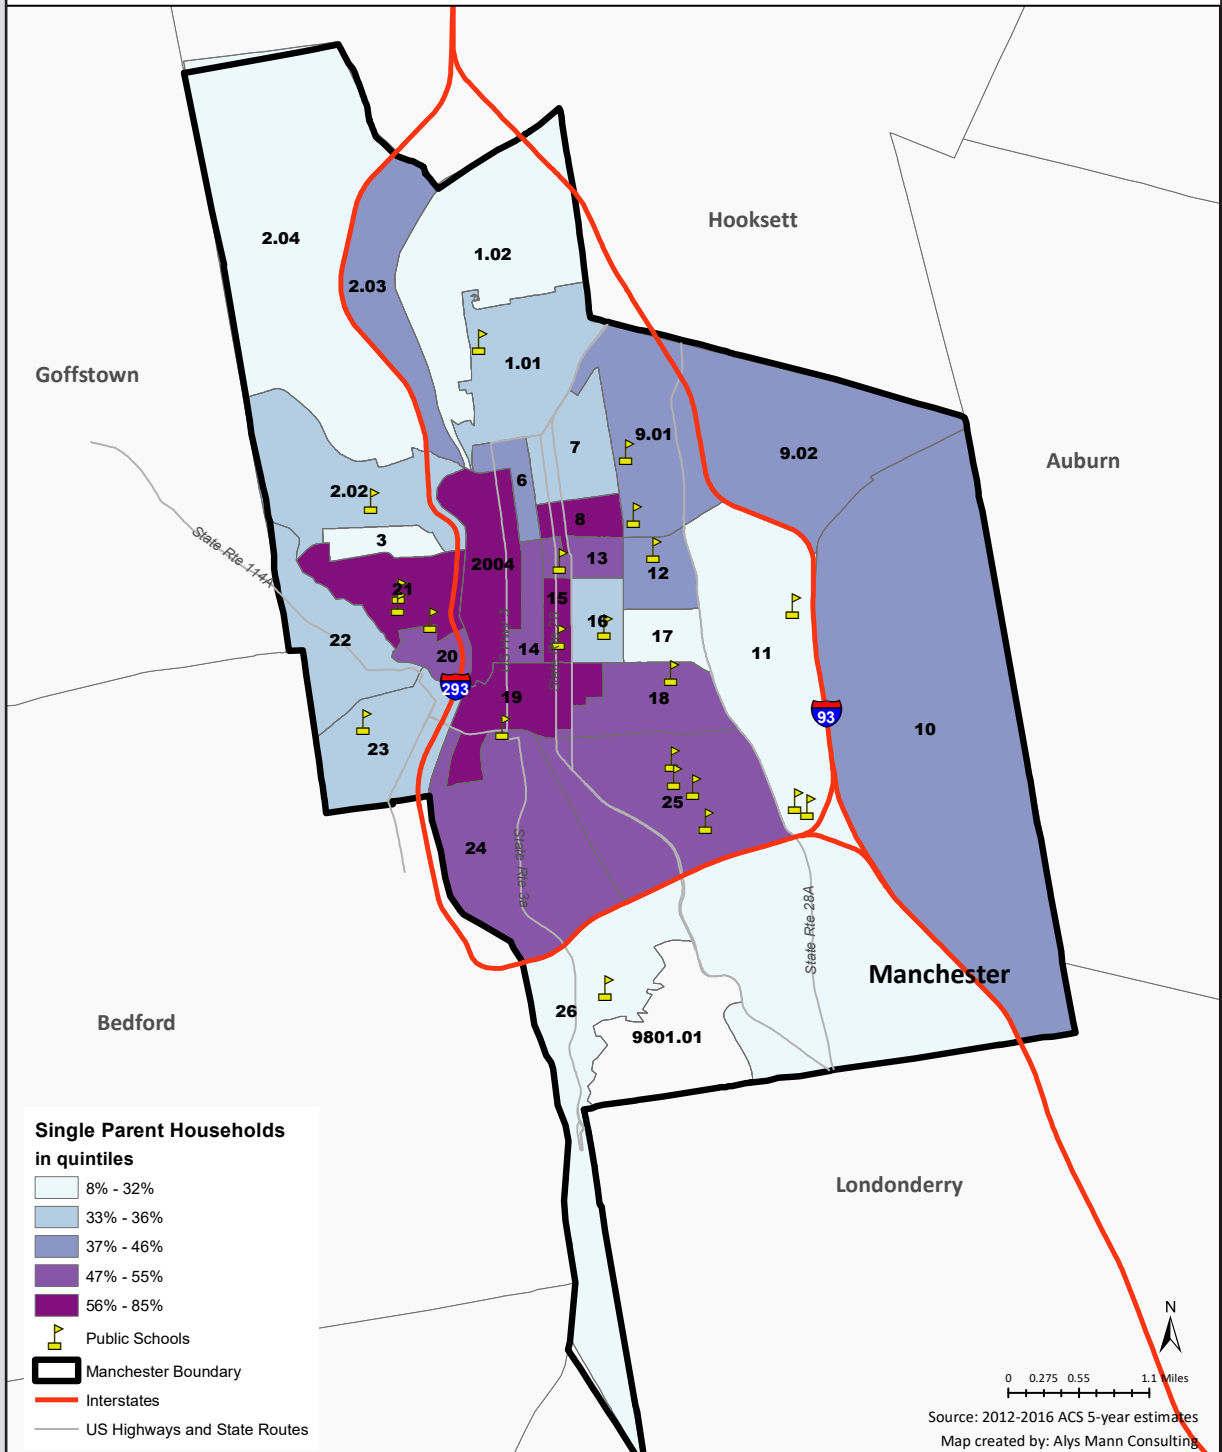 Hooksett
2.04
1.02
2.03
1.01
Goffstown
9.01
7
9.02
Auburn
6
2.02
8
3
State Rte 114A
13
2004
12
21
15
16
17
22
14
11
20
293
19
18
93
10
23
25
24
State Rte 3a
State Rte 28A
Manchester
26
Bedford
9801.01
Single Parent Households
in quintiles
8% - 32%
33% - 36%
37% - 46%
47% - 55%
56% - 85%
Public Schools
Manchester Boundary
Interstates
US Highways and State Routes
Londonderry
N
0 0.275 0.55 1.1 Miles
Source: 2012-2016 ACS 5-year estimates
Map created by: Alys Mann Consulting